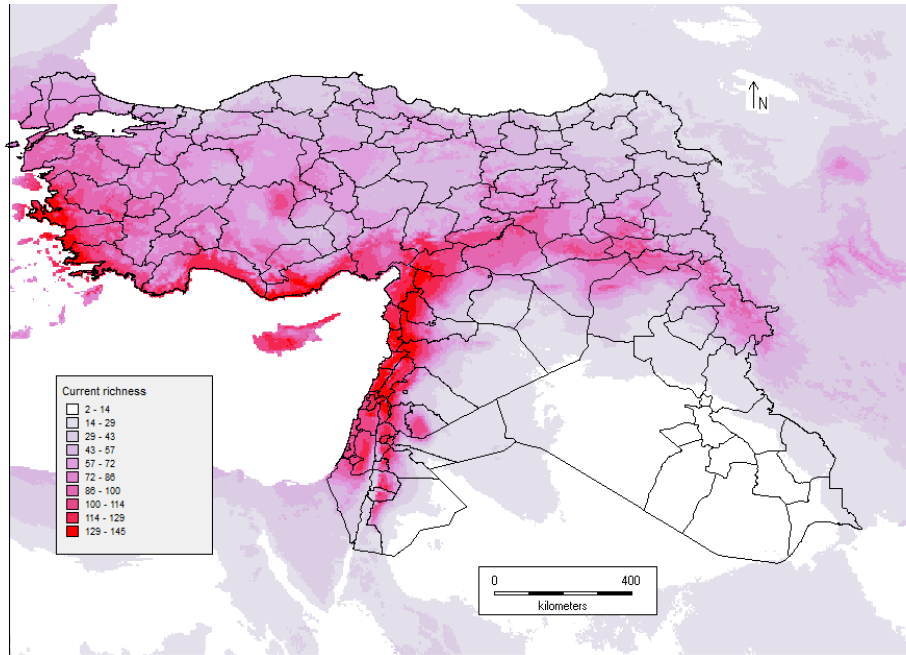 N
Current richness
2 - 14
14 - 29
29 - 43
43 - 57
57 - 72
72 - 86
86 - 100
100 - 114
114 - 129
129 - 145
0 400
kilometers